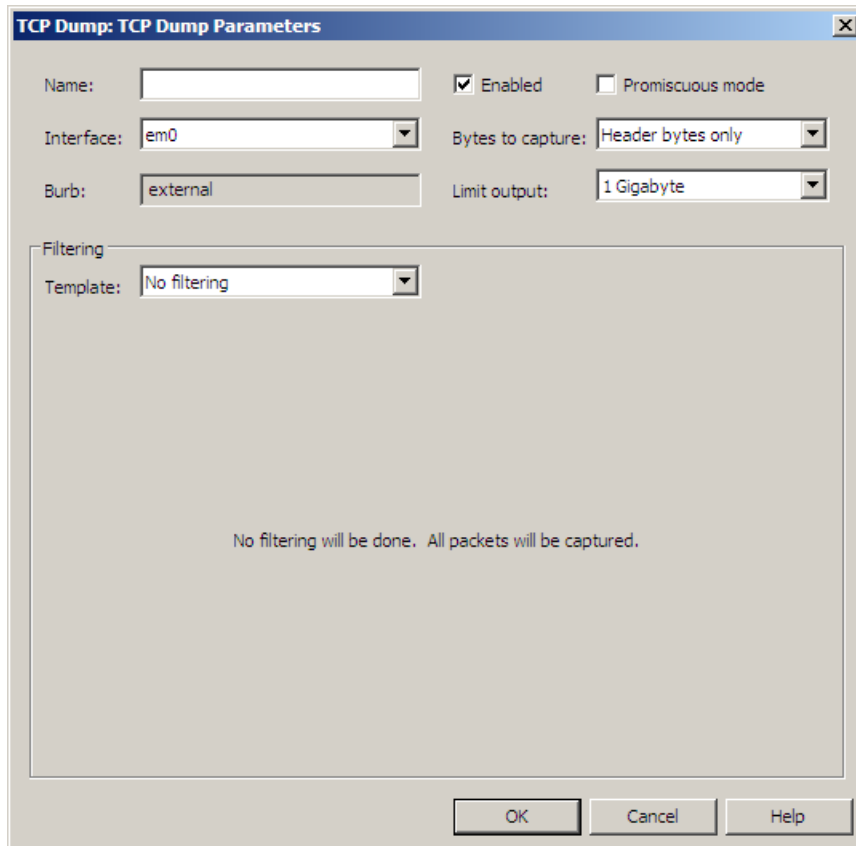 TCP Dump: TCP Dump Parameters
Name:
Enabled
Promiscuous mode
Interface: em0
Bytes to capture: Header bytes only
Burb: external
Limit output: 1 Gigabyte
Filtering
Template: No filtering
No filtering will be done. All packets will be captured.
OK
Cancel
Help